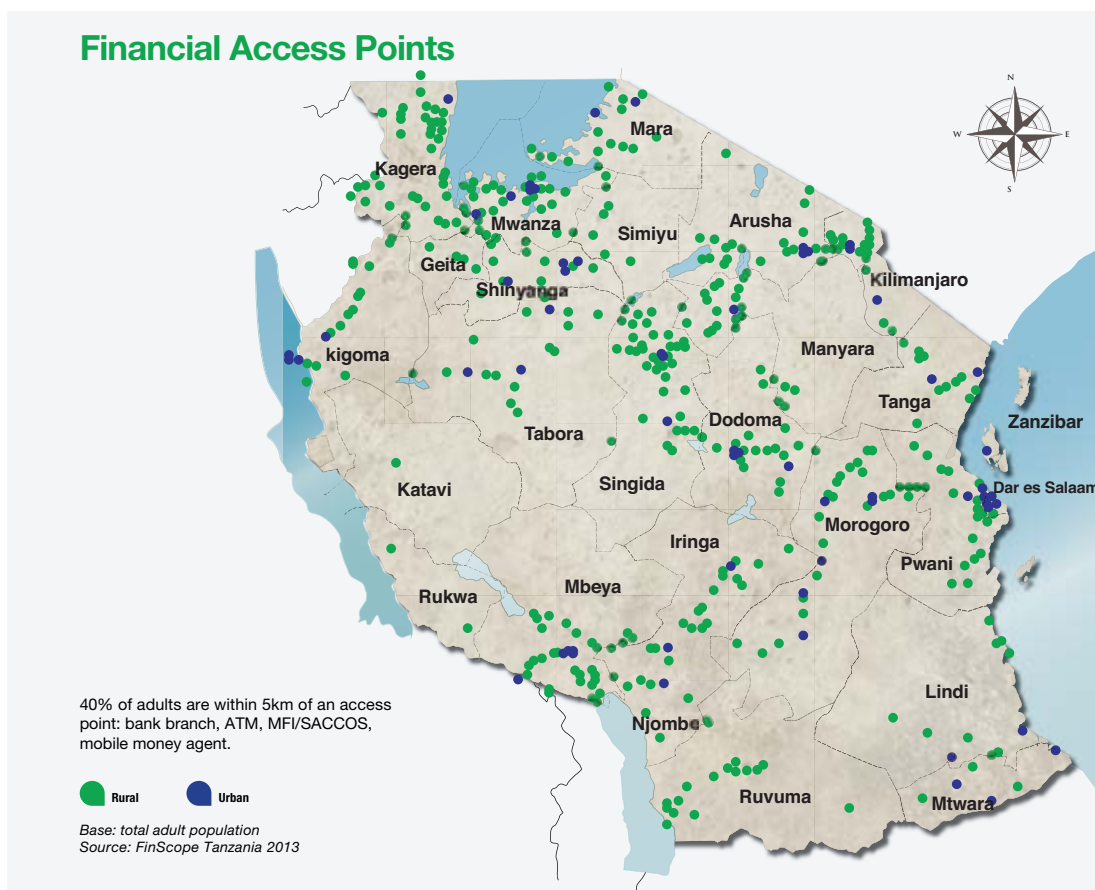 Financial Access Points
N
W
E
S
Mara
Kagera
Mwanza
Simiyu
Arusha
Geita
Shinyanga
Kilimanjaro
kigoma
Manyara
Tanga
Zanzibar
Tabora
Dodoma
Katavi
Singida
Dar es Salaam
Morogoro
Iringa
Pwani
Rukwa
Mbeya
Lindi
Njombe
Ruvuma
Mtwara
40% of adults are within 5km of an access
point: bank branch, ATM, MFI/SACCOS,
mobile money agent.
Rural
Urban
Base: total adult population
Source: FinScope Tanzania 2013